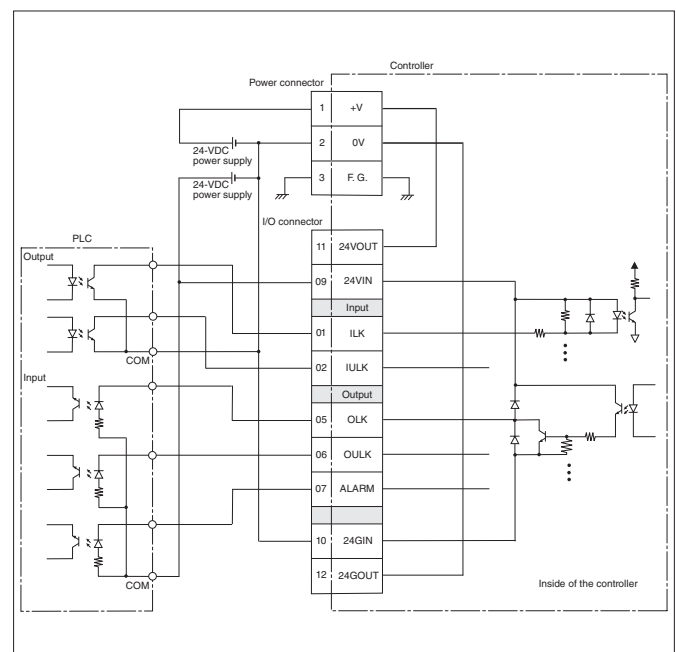 Controller
Power connector
1 +V
2 0V
24-VDC
power supply
24-VDC
power supply
3 F. G.
I/O connector
PLC
11 24VOUT
Output
09 24VIN
Input
01 ILK
COM
02 IULK
Input
Output
05 OLK
06 OULK
07 ALARM
10 24GIN
12 24GOUT
COM
Inside of the controller